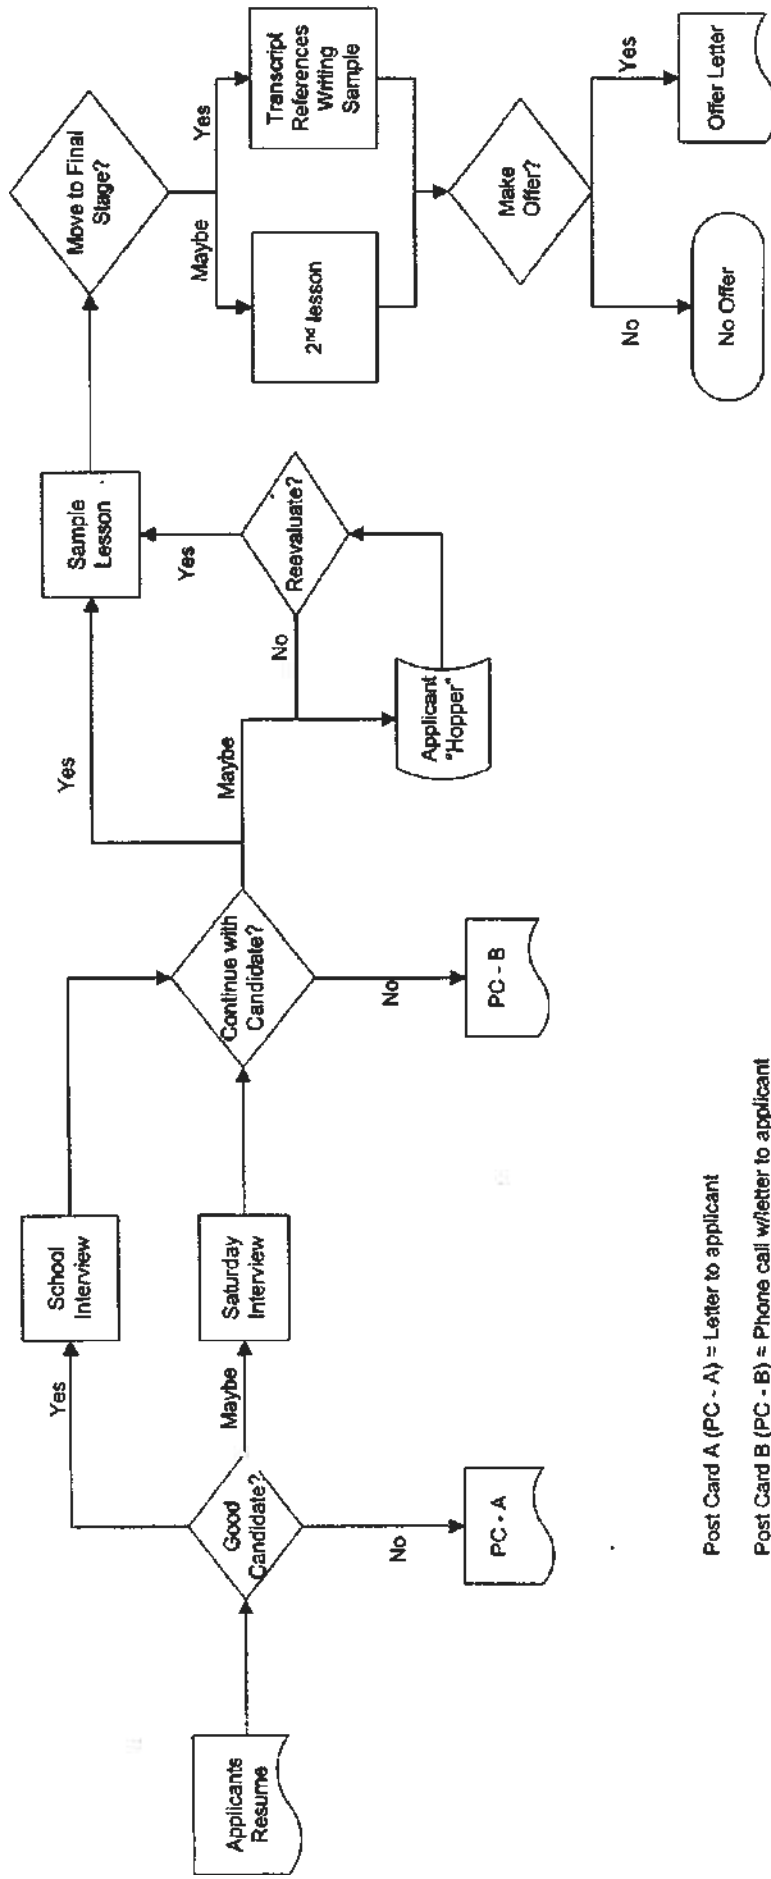 Applicants
Resume
Good
Candidate?
Yes
Maybe
No
PC - A
School
Interview
Saturday
Interview
Continue with
Candidate?
No
PC - B
Yes
Maybe
Sample
Lesson
Yes
Reevaluate?
No
Applicant
"Hopper"
Move to Final
Stage?
Maybe
Yes
2nd lesson
Transcript
References
Writing
Sample
Make
Offer?
No
Yes
No Offer
Offer Letter
Post Card A (PC - A) = Letter to applicant
Post Card B (PC - B) = Phone call w/letter to applicant